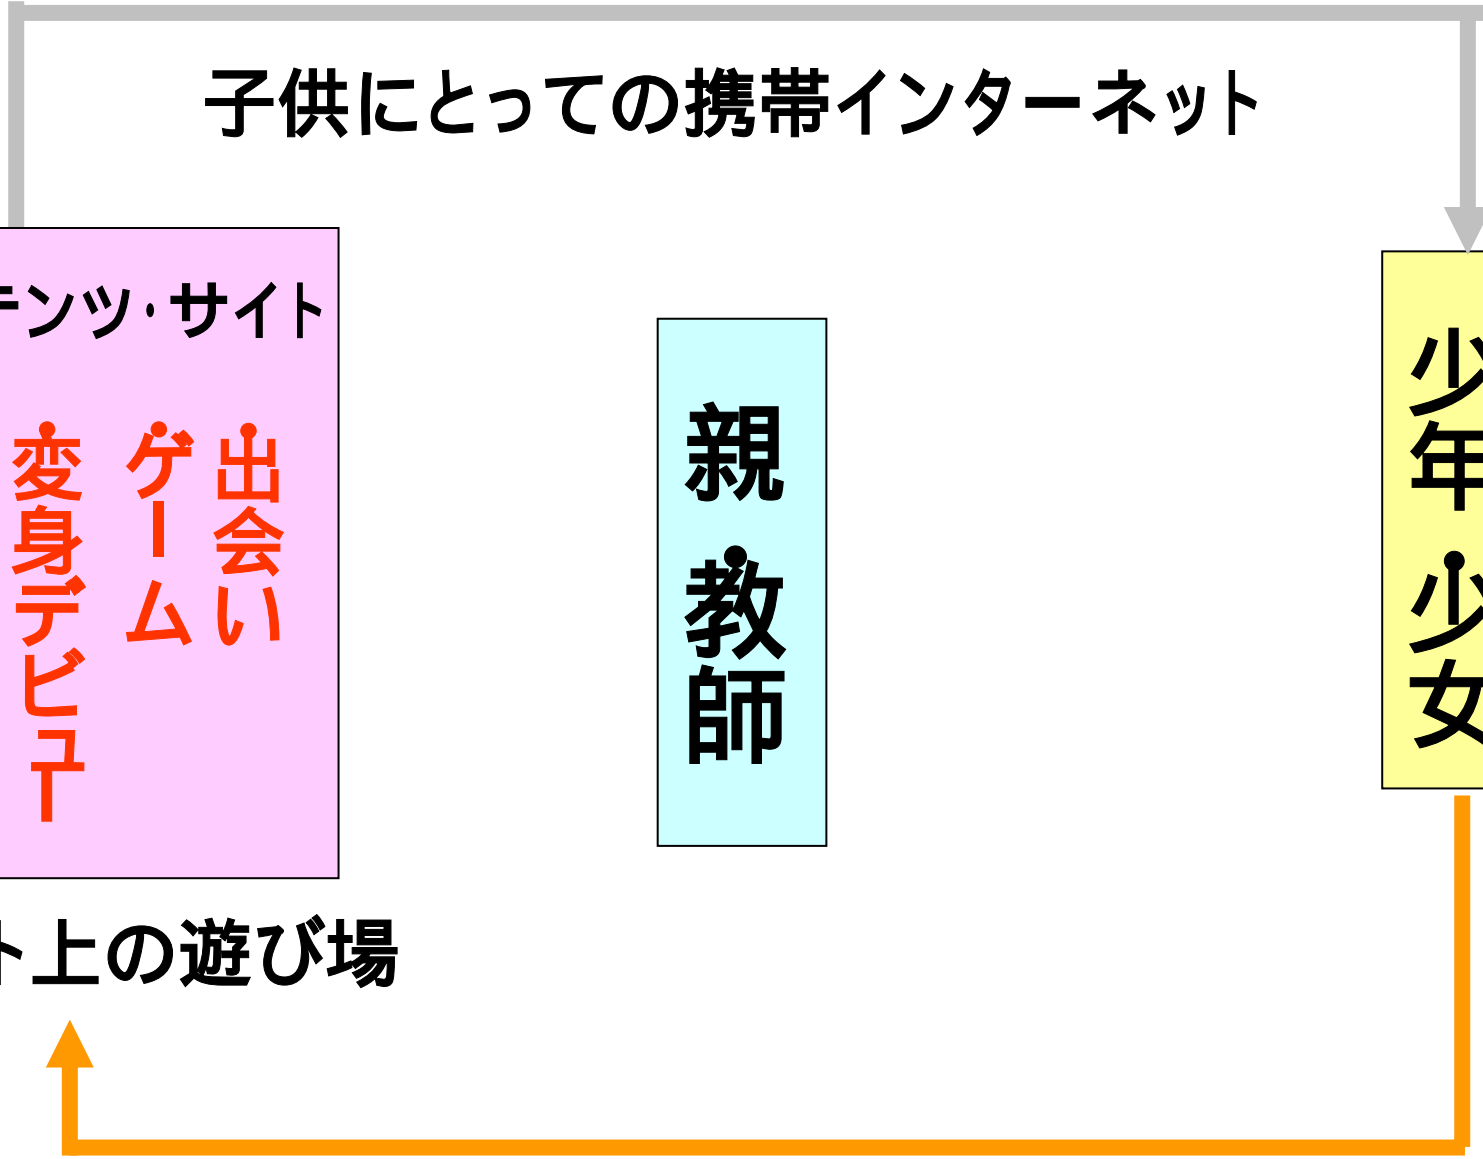 子供にとっての携帯インターネット
テンツ・サイト
・出会い
・ゲーム
・変身デビュー
親・教師
少年・少女
ト上の遊び場